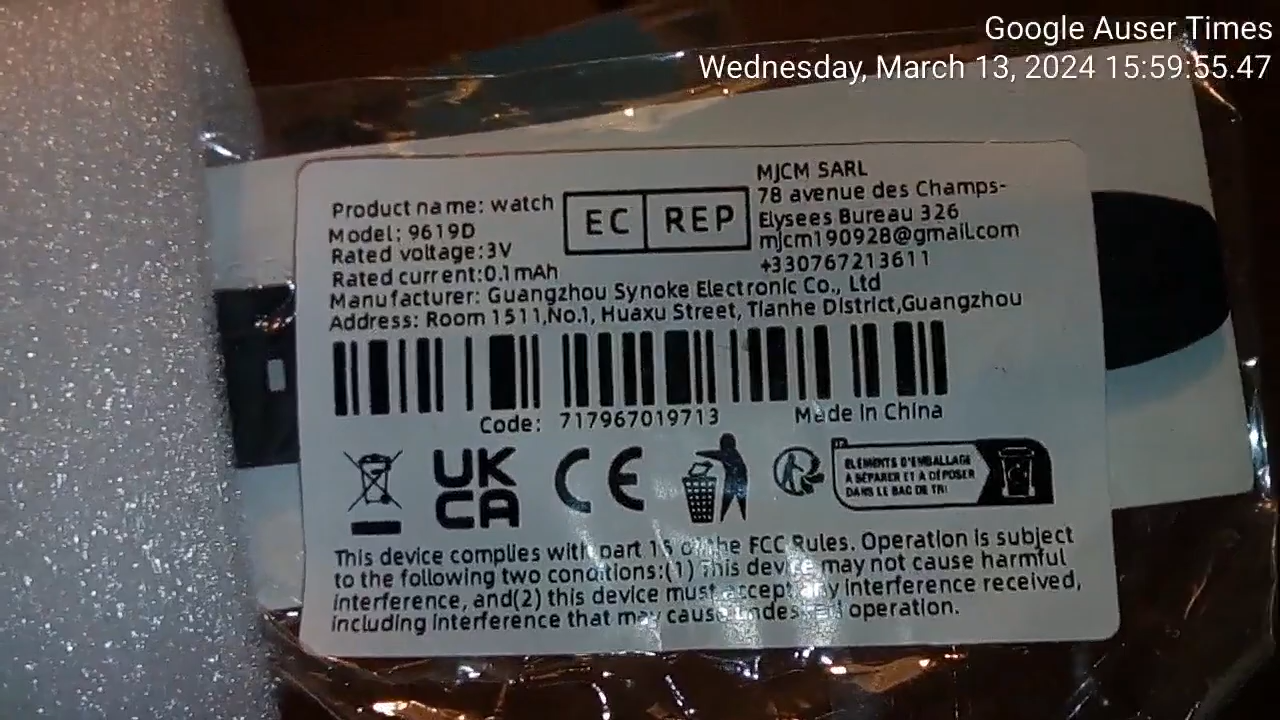 Google Auser Times
Wednesday, March 13, 2024 15:59:55.47
Product name: watch
Model: 9619D
Rated voltage:3V
Rated current:0.1mAh
EC REP
MJCM SARL
78 avenue des Champs-
Elysees Bureau 326
mjcm190928@gmail.com
+330767213611
Manufacturer: Guangzhou Synoke Electronic Co., Ltd
Address: Room 1511,No.1, Huaxu Street, Tianhe District,Guangzhou
Code: 717967019713
Made in China
UK
CA
CE
ELÉMENTS D'EMBALLAGE
À SÉPARER ET À DÉPOSER
DANS LE BAC DE TRI
This device complies with part 15 of the FCC Rules. Operation is subject
to the following two conditions:(1) This device may not cause harmful
interference, and(2) this device must accept any interference received,
including interference that may cause undesired operation.